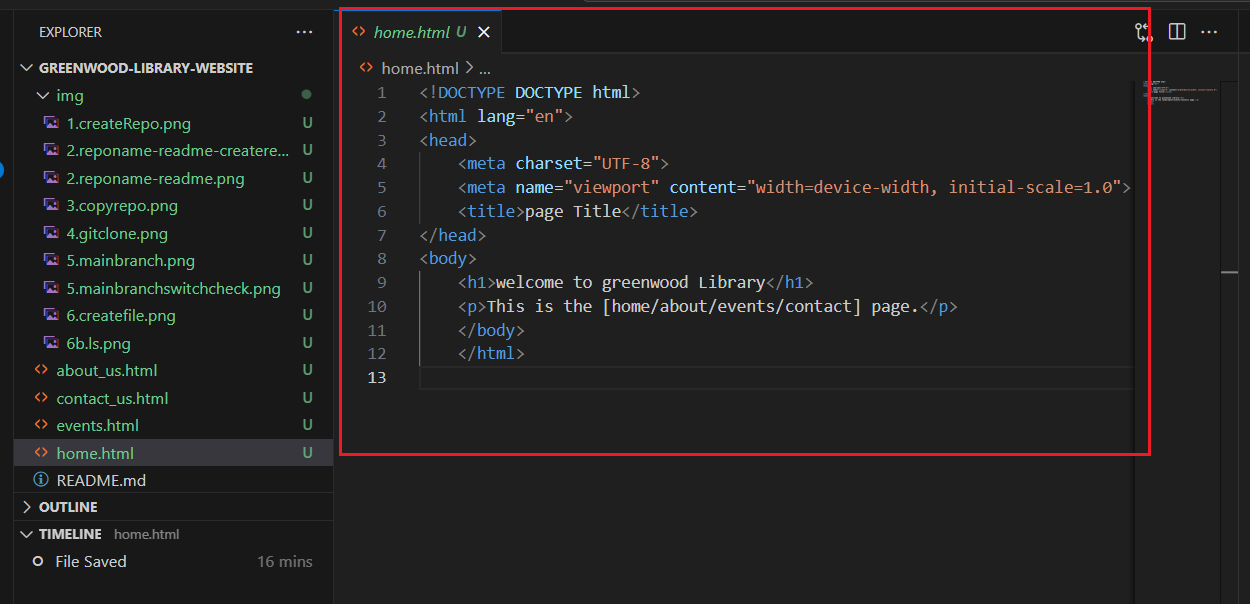 EXPLORER
GREENWOOD-LIBRARY-WEBSITE
img
1.createRepo.png U
2.reponame-readme-createre... U
2.reponame-readme.png U
3.copyrepo.png U
4.gitclone.png U
5.mainbranch.png U
5.mainbranchswitchcheck.png U
6.createfile.png U
6b.ls.png U
about_us.html U
contact_us.html U
events.html U
home.html U
README.md
OUTLINE
TIMELINE home.html
File Saved 16 mins
home.html U
home.html > ...
1 <!DOCTYPE DOCTYPE html>
2 <html lang="en">
3 <head>
4 <meta charset="UTF-8">
5 <meta name="viewport" content="width=device-width, initial-scale=1.0">
6 <title>page Title</title>
7 </head>
8 <body>
9 <h1>welcome to greenwood Library</h1>
10 <p>This is the [home/about/events/contact] page.</p>
11 </body>
12 </html>
13